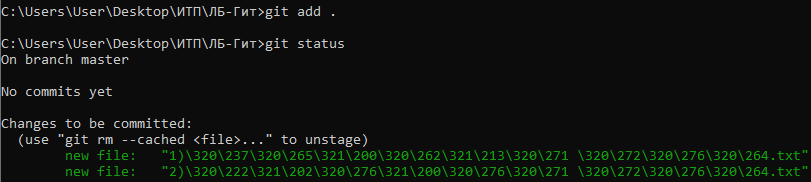 C:\Users\User\Desktop\ИТП\ЛБ-Гит>git add .
C:\Users\User\Desktop\ИТП\ЛБ-Гит>git status
On branch master
No commits yet
Changes to be committed:
(use "git rm --cached <file>..." to unstage)
new file: "1)\320\237\320\265\321\200\320\262\321\213\320\271 \320\272\320\276\320\264.txt"
new file: "2)\320\222\321\202\320\276\321\200\320\276\320\271 \320\272\320\276\320\264.txt"